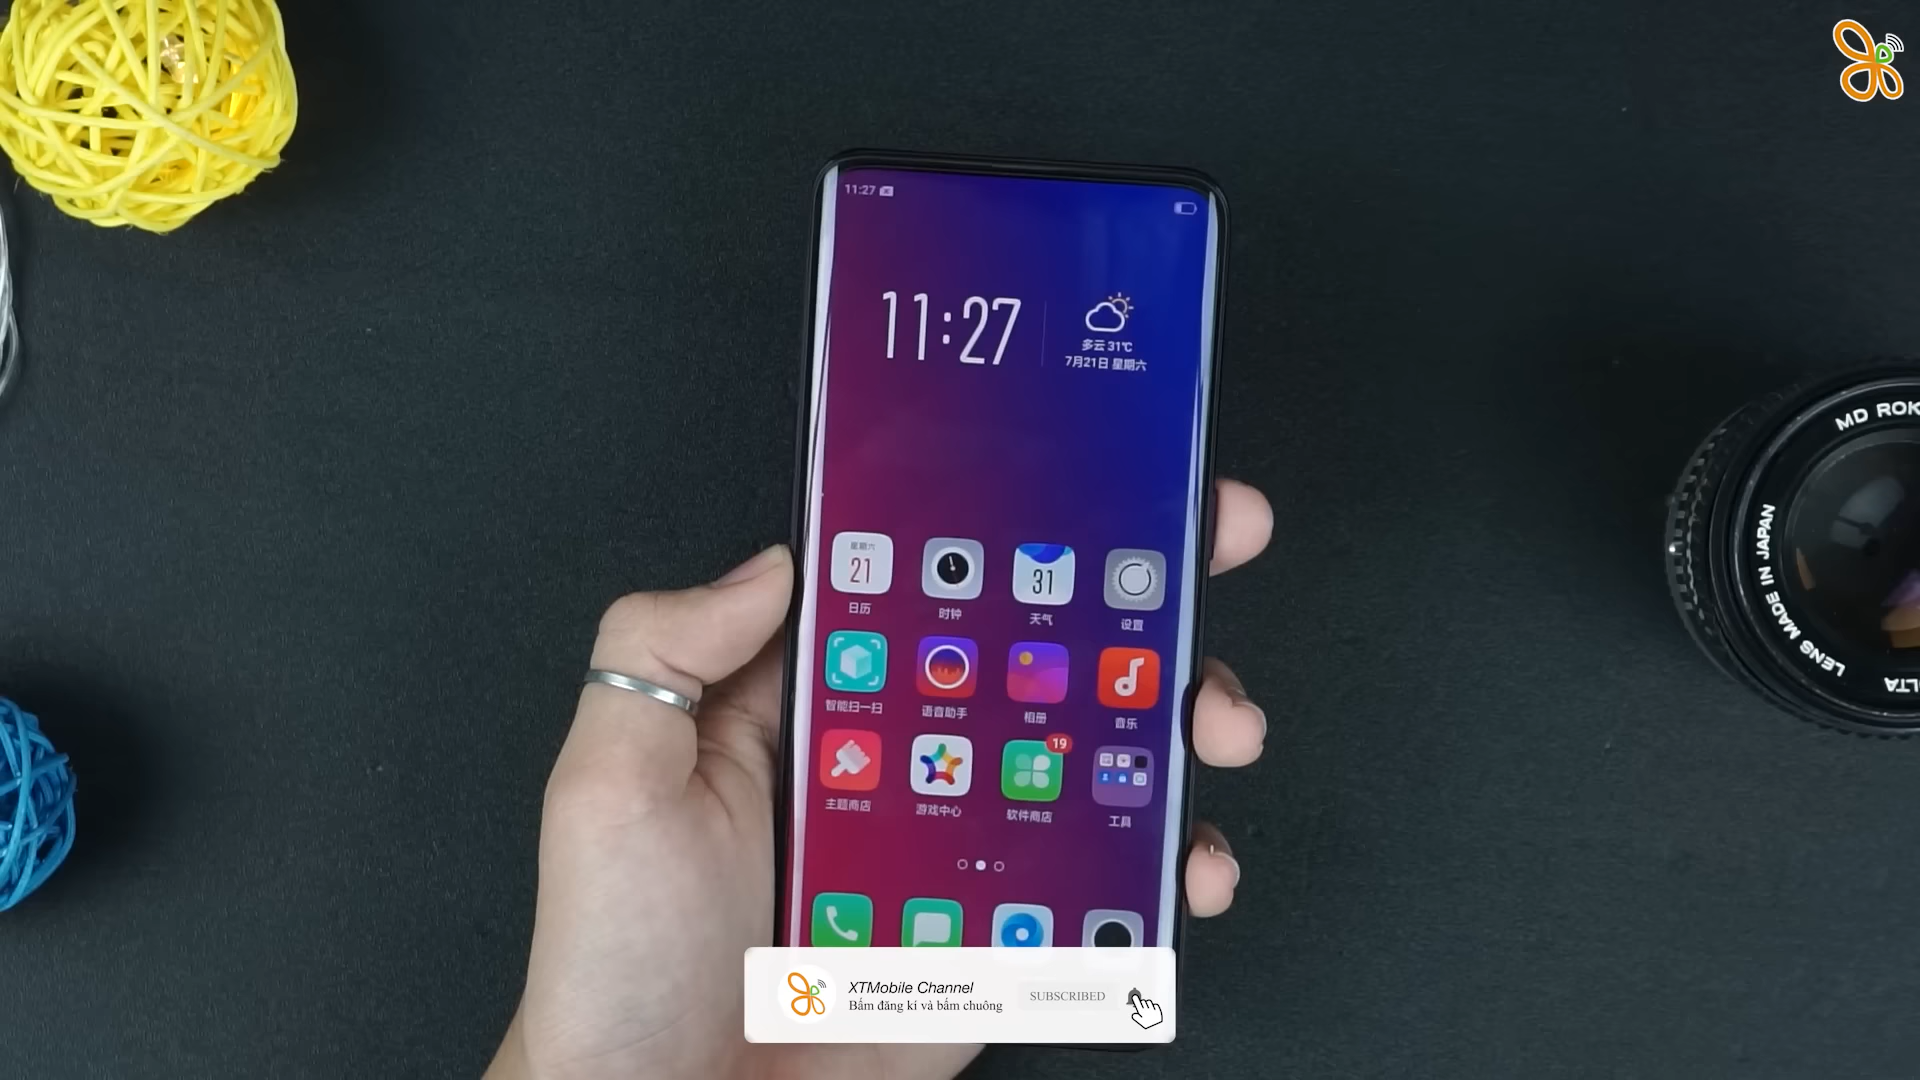 11:27
11:27
多云 31℃
7月21日 星期六
星期六
21
日历
时钟
31
天气
设置
智能扫一扫
语音助手
相册
音乐
主题商店
游戏中心
19
软件商店
工具
MD ROK
LENS MADE IN JAPAN
LTA
XTMobile Channel
Bấm đăng kí và bấm chuông
SUBSCRIBED